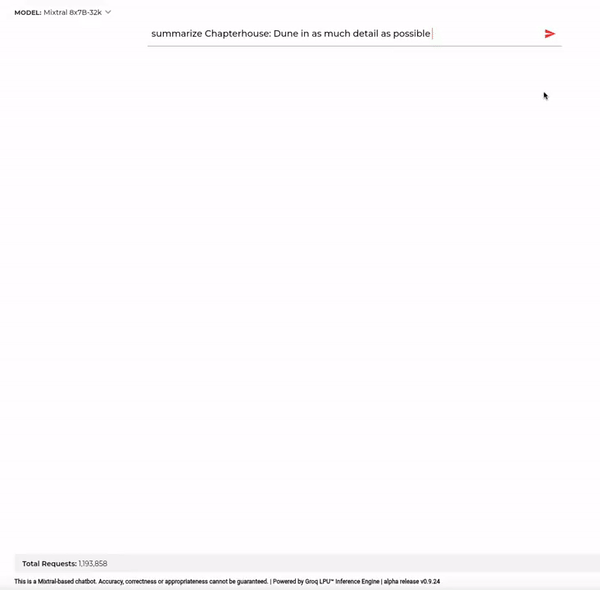 MODEL: Mixtral 8x7B-32k
summarize Chapterhouse: Dune in as much detail as possible
Total Requests: 1,193,858
This is a Mixtral-based chatbot. Accuracy, correctness or appropriateness cannot be guaranteed. | Powered by Groq LPU™ Inference Engine | alpha release v0.9.24